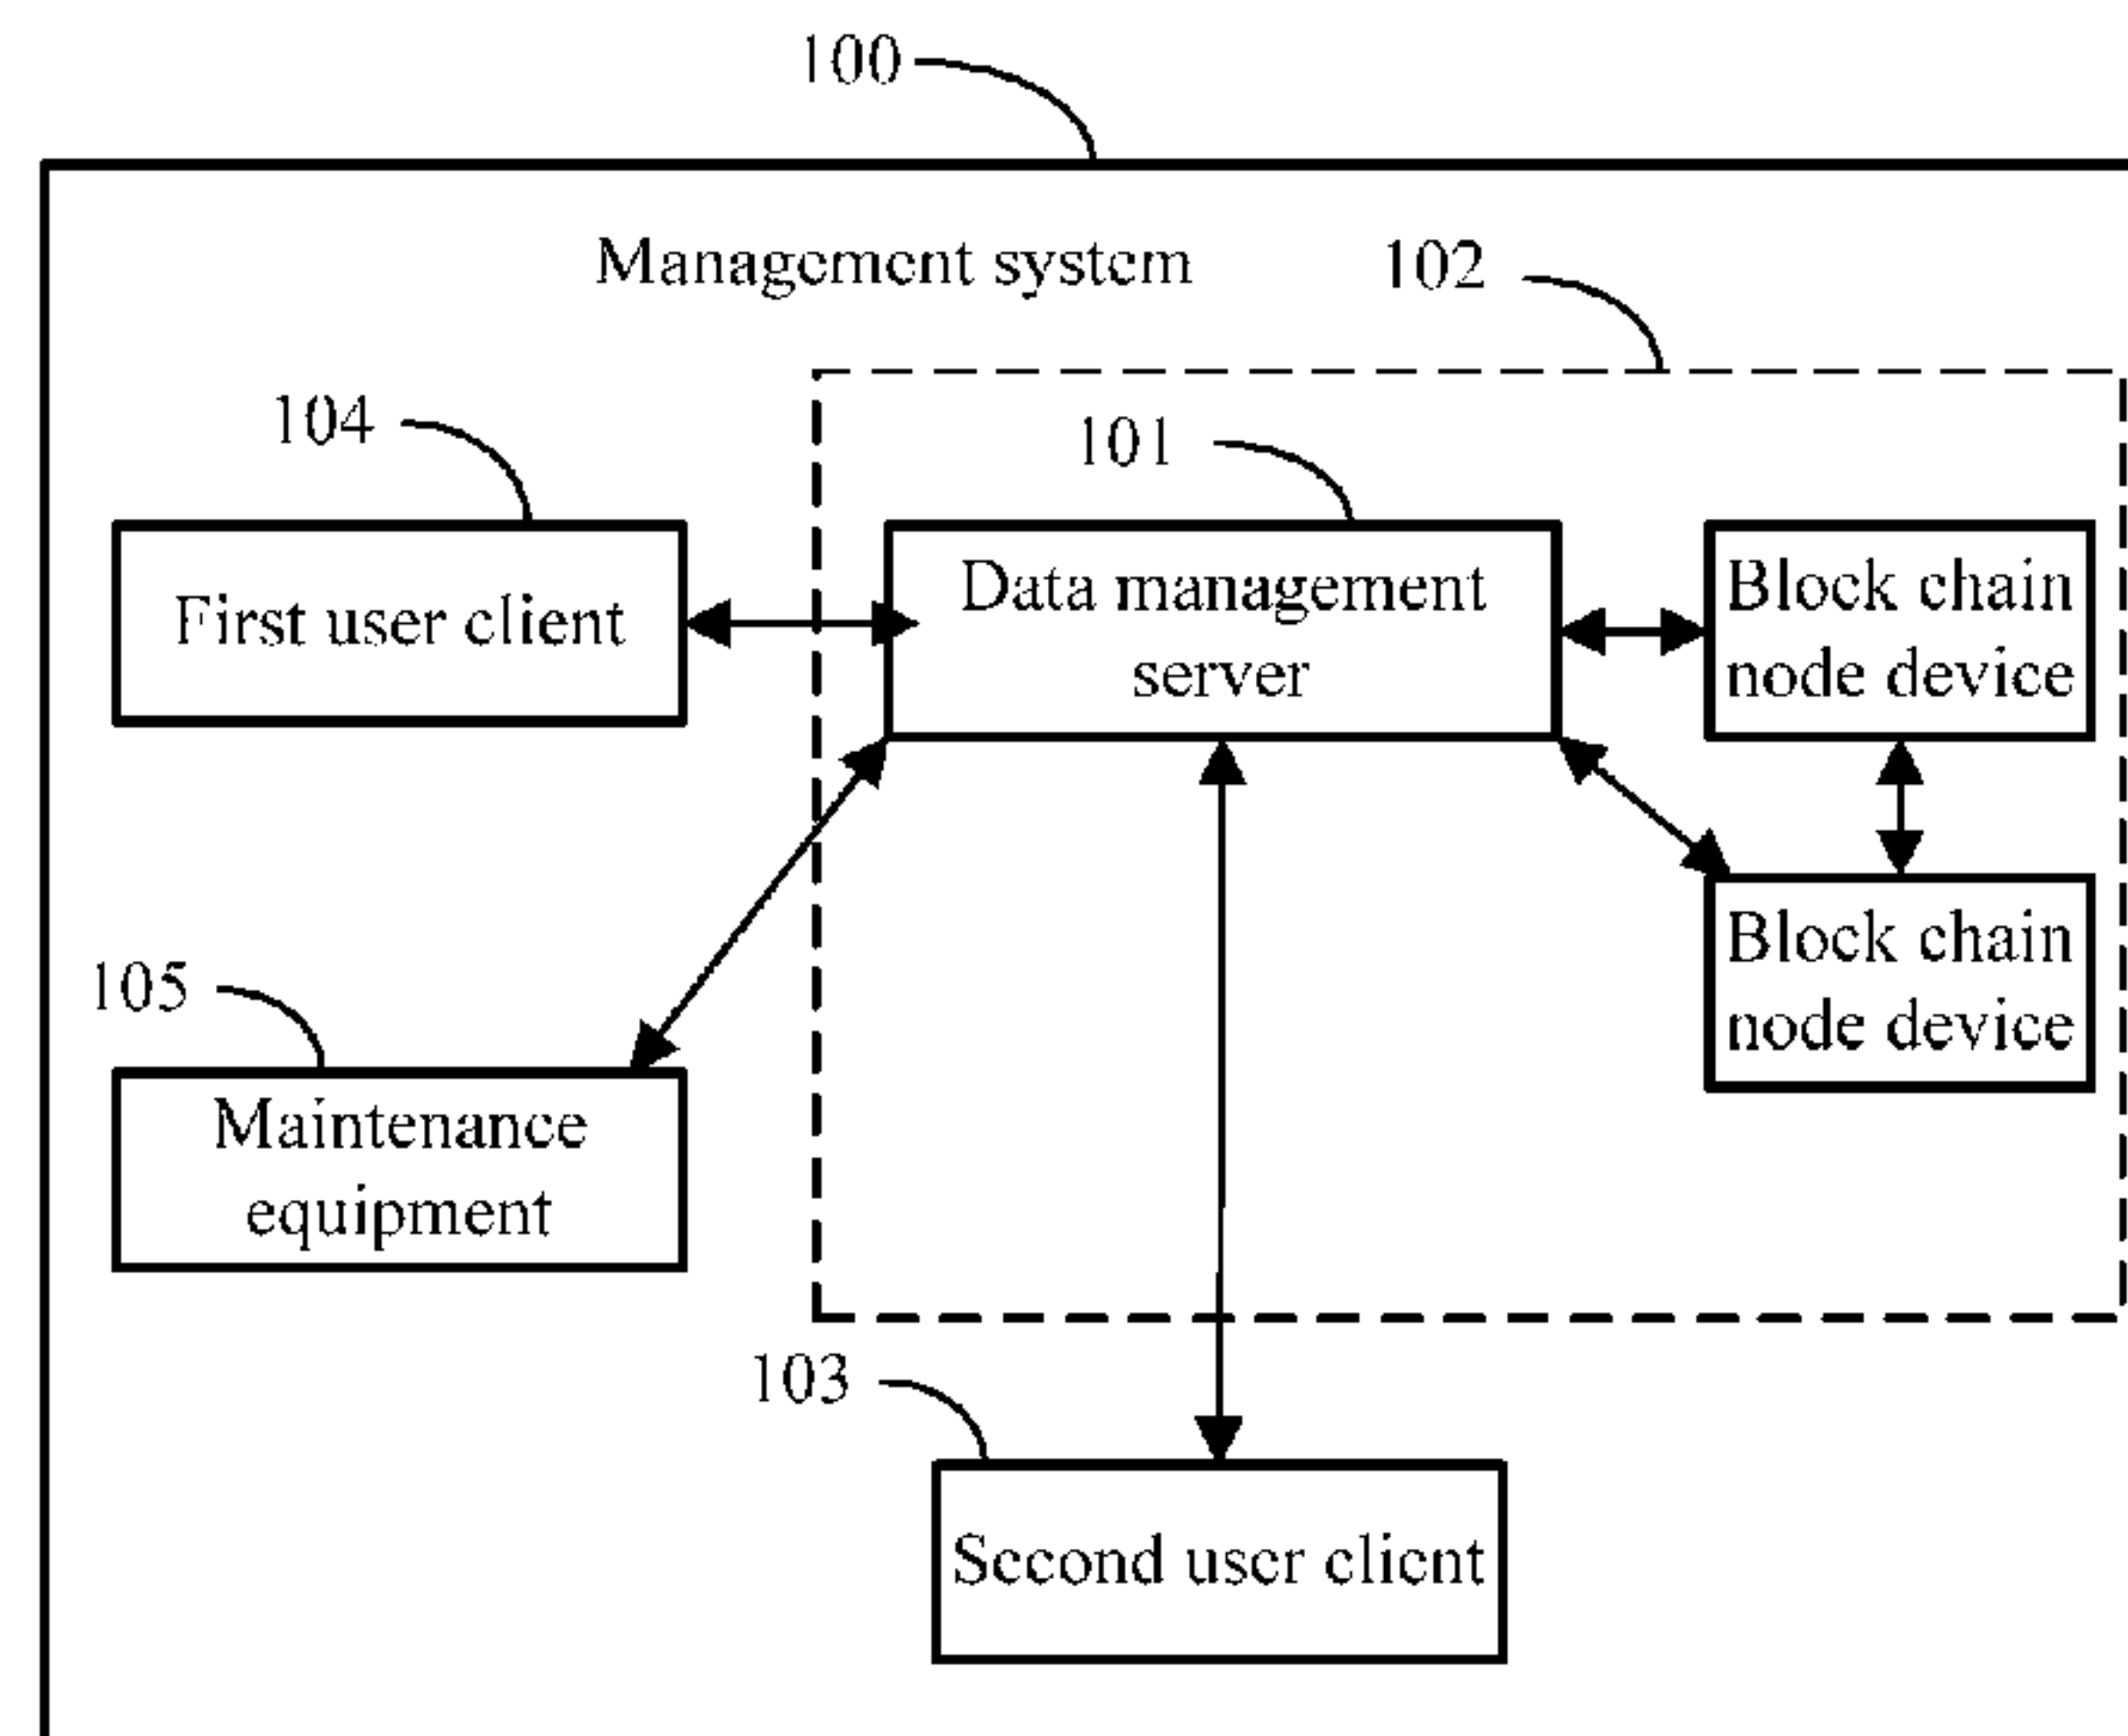 100
Management system
102
104
101
First user client
Data management
server
Block chain
node device
105
Block chain
node device
Maintenance
equipment
103
Second user client